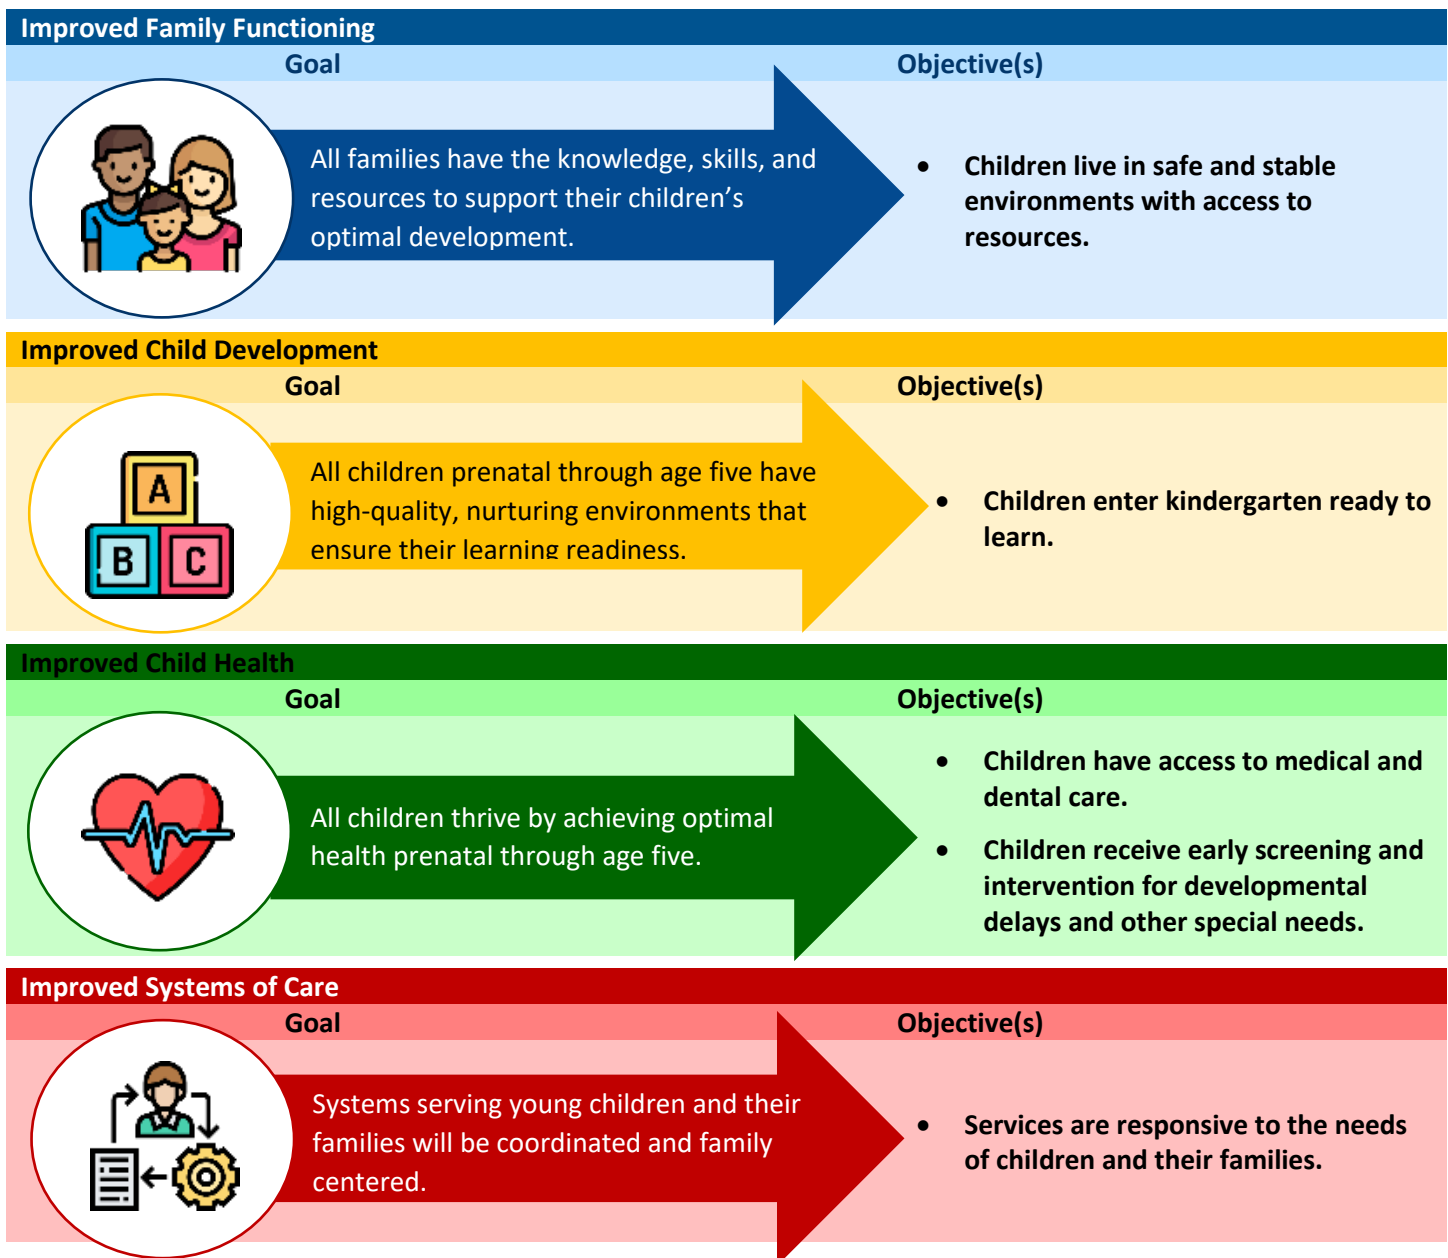 Improved Family Functioning
Goal
Objective(s)
All families have the knowledge, skills, and
resources to support their children’s
optimal development.
• Children live in safe and stable
environments with access to
resources.
Improved Child Development
Goal
Objective(s)
A
B
C
All children prenatal through age five have
high-quality, nurturing environments that
ensure their learning readiness.
• Children enter kindergarten ready to
learn.
Improved Child Health
Goal
Objective(s)
All children thrive by achieving optimal
health prenatal through age five.
• Children have access to medical and
dental care.
• Children receive early screening and
intervention for developmental
delays and other special needs.
Improved Systems of Care
Goal
Objective(s)
Systems serving young children and their
families will be coordinated and family
centered.
• Services are responsive to the needs
of children and their families.